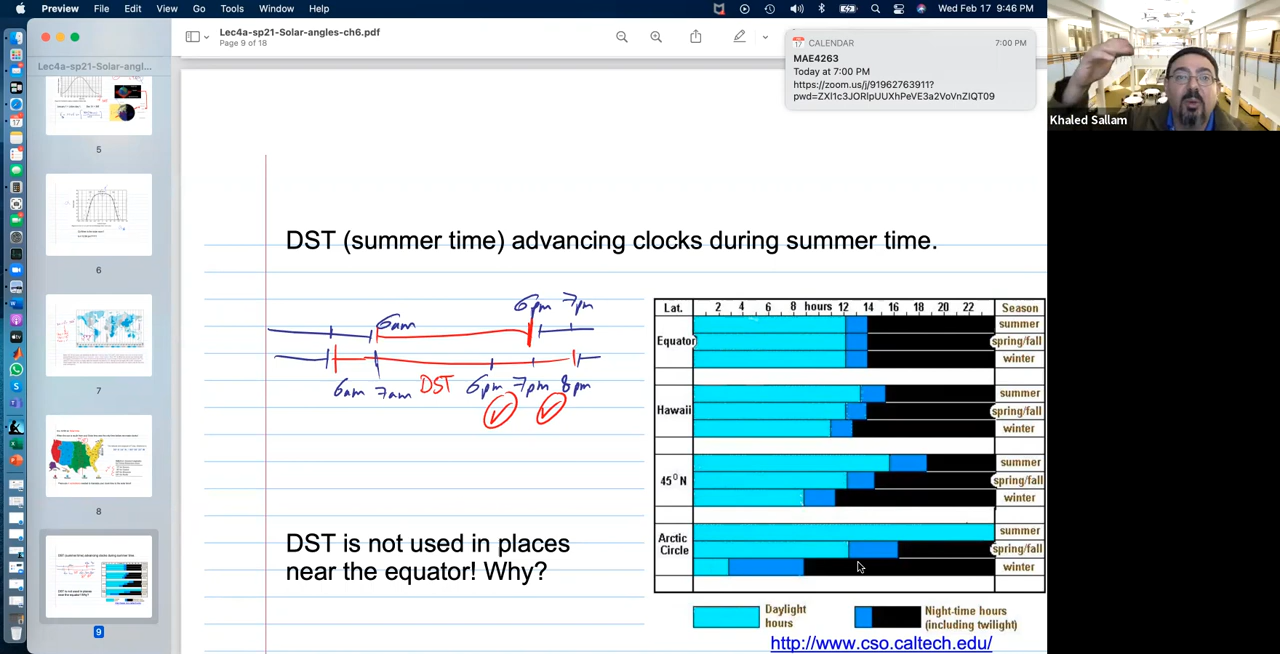 Preview File Edit View Go Tools Window Help Wed Feb 17 9:46 PM
Lec4a-sp21-Solar-angles-ch6.pdf
Page 9 of 18
CALENDAR 7:00 PM
MAE4263
Today at 7:00 PM
https://zoom.us/j/91962763911?
pwd=ZXl1c3JORlpUUXhPeVE3a2VoVnZIQT09
Khaled Sallam
Lec4a-sp21-Solar-angl...
5
6
7
8
9
DST (summer time) advancing clocks during summer time.
6am 6pm 7pm
6am 7am DST 6pm 7pm 8pm
DST is not used in places
near the equator! Why?
Lat. 2 4 6 8 hours 12 14 16 18 20 22 Season
summer
Equator spring/fall
winter
summer
Hawaii spring/fall
winter
summer
45°N spring/fall
winter
Arctic summer
Circle spring/fall
winter
Daylight
hours
Night-time hours
(including twilight)
http://www.cso.caltech.edu/